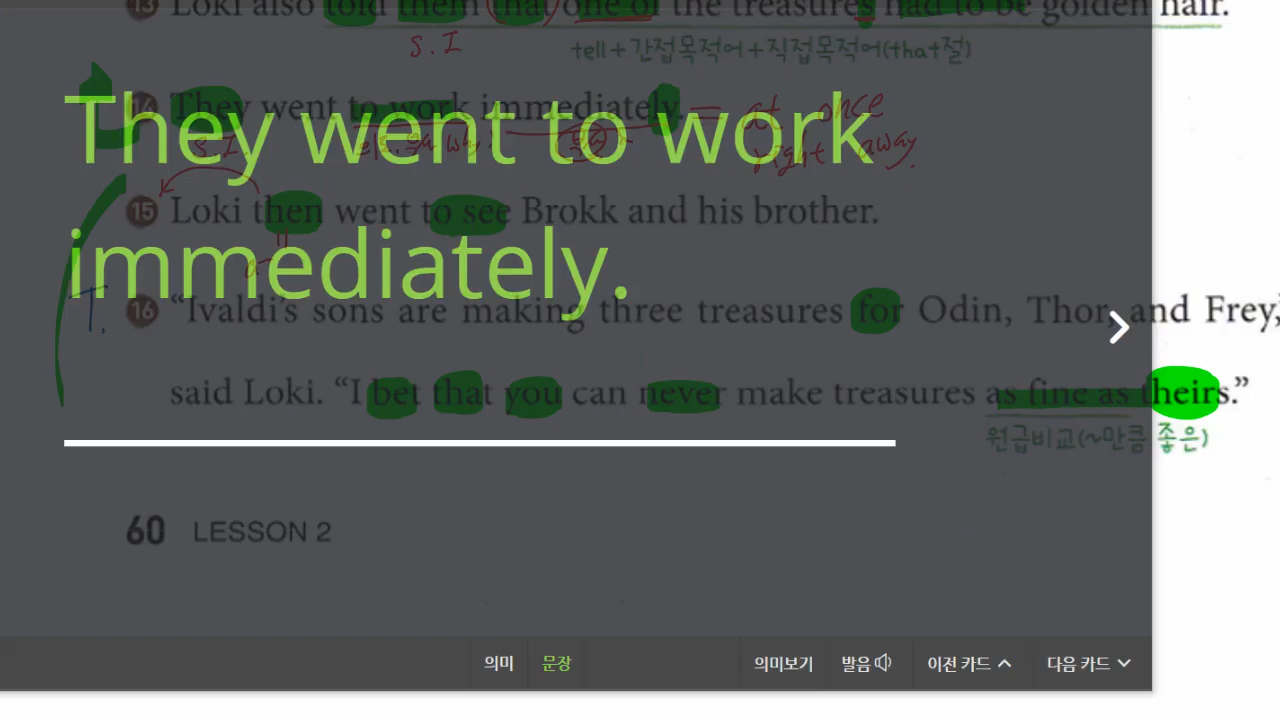 13 Loki also told them (that) one of the treasures had to be golden hair.
S.I
tell+간접목적어+직접목적어(that절)
They went to work
immediately.
14 They went to work immediately. = at once
S.I.
right away.
15 Loki then went to see Brokk and his brother.
T.
16 “Ivaldi’s sons are making three treasures for Odin, Thor, and Frey,”
said Loki. “I bet that you can never make treasures as fine as theirs.”
원급비교(~만큼 좋은)
60 LESSON 2
의미 문장 의미보기 발음 이전 카드 다음 카드